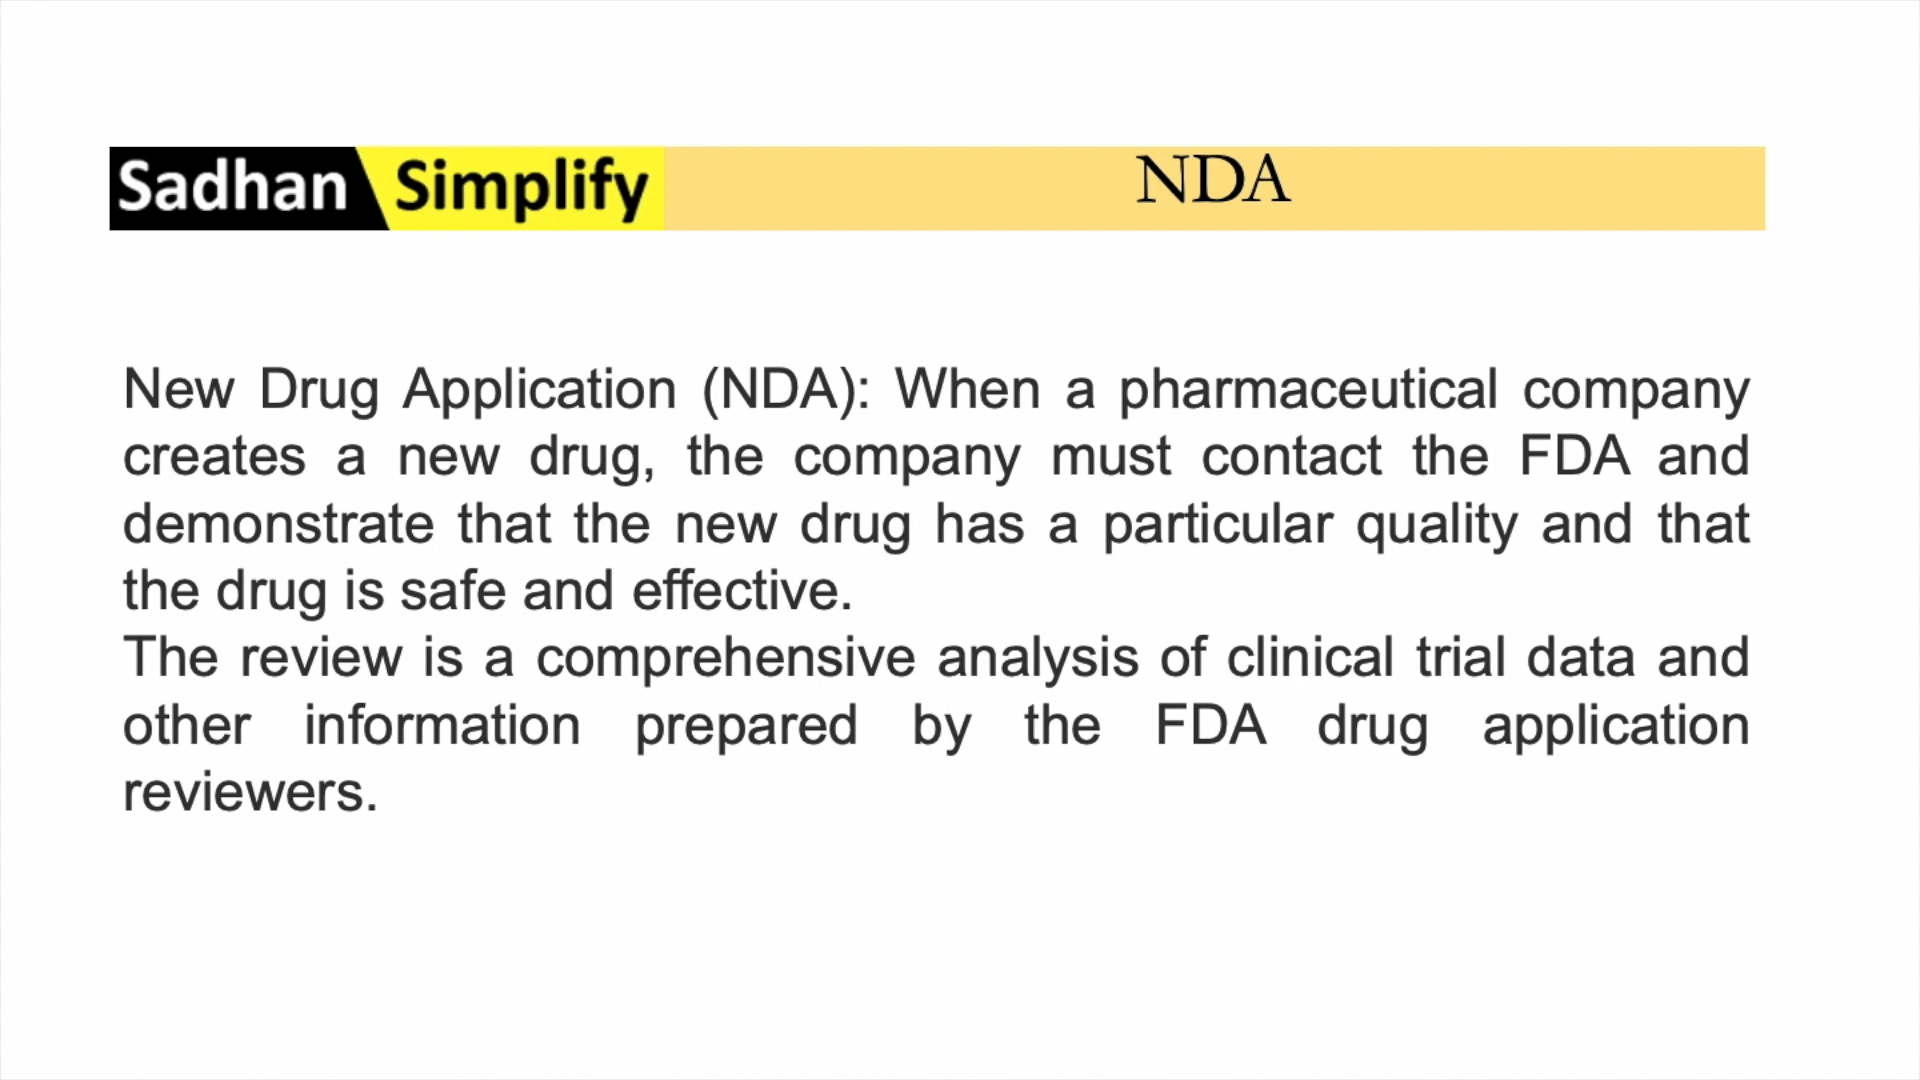 Sadhan Simplify NDA
New Drug Application (NDA): When a pharmaceutical company
creates a new drug, the company must contact the FDA and
demonstrate that the new drug has a particular quality and that
the drug is safe and effective.
The review is a comprehensive analysis of clinical trial data and
other information prepared by the FDA drug application
reviewers.